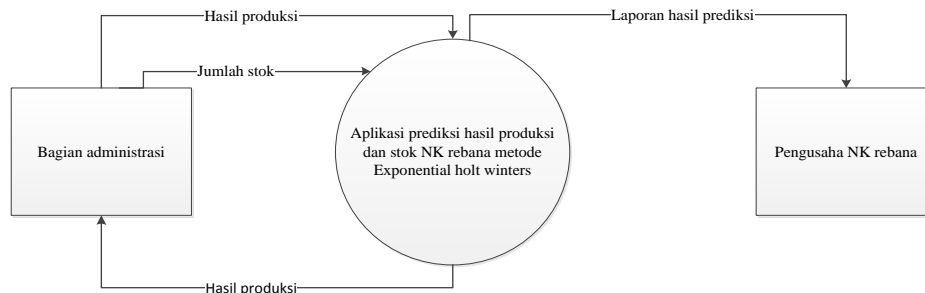 Hasil produksi
Laporan hasil prediksi
Jumlah stok
Bagian administrasi
Aplikasi prediksi hasil produksi
dan stok NK rebana metode
Exponential holt winters
Pengusaha NK rebana
Hasil produksi